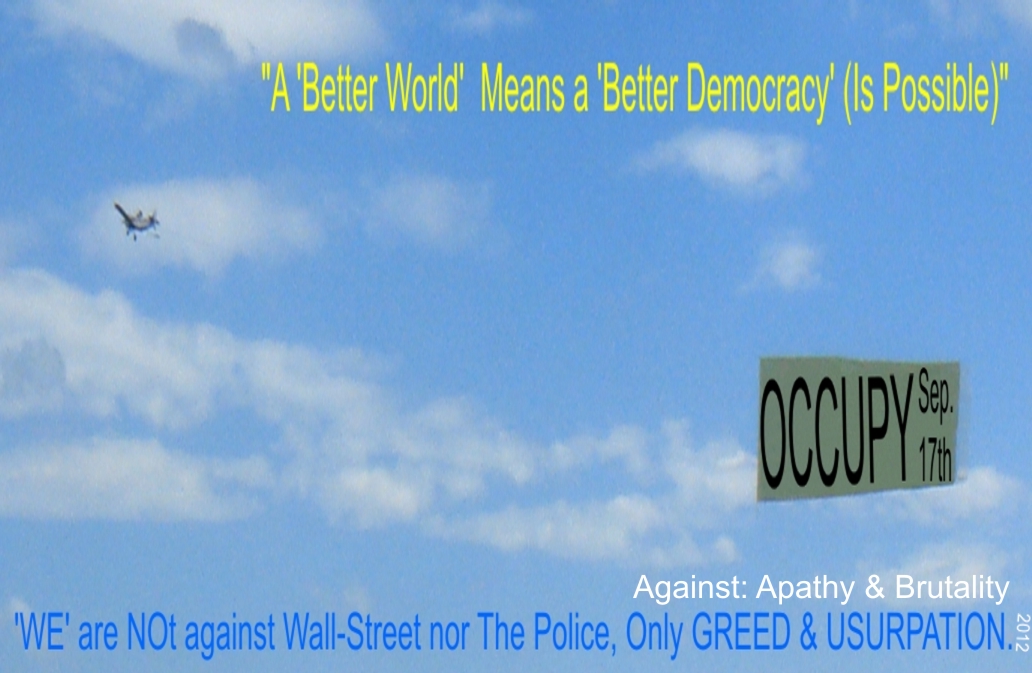 "A 'Better World'  Means a 'Better Democracy' (Is Possible)"
OCCUPY Sep.
17th
Against: Apathy & Brutality
'WE' are NOt against Wall-Street nor The Police, Only GREED & USURPATION.
2012